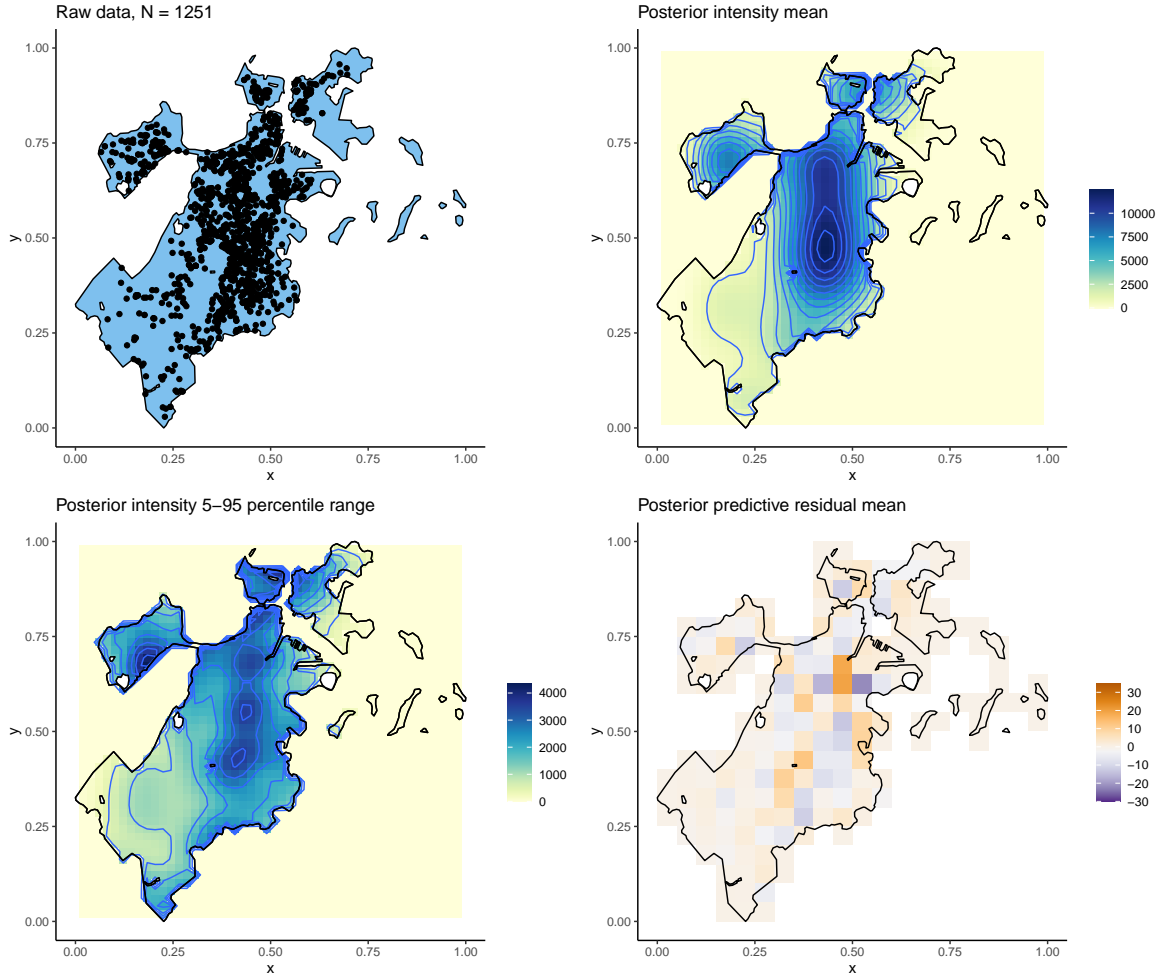 Raw data, N = 1251
1.00
0.75
y
0.50
0.25
0.00
0.00 0.25 0.50 0.75 1.00
x
Posterior intensity mean
1.00
0.75
y
0.50
0.25
0.00
0.00 0.25 0.50 0.75 1.00
x
10000
7500
5000
2500
0
Posterior intensity 5−95 percentile range
1.00
0.75
y
0.50
0.25
0.00
0.00 0.25 0.50 0.75 1.00
x
4000
3000
2000
1000
0
Posterior predictive residual mean
1.00
0.75
y
0.50
0.25
0.00
0.00 0.25 0.50 0.75 1.00
x
30
20
10
0
−10
−20
−30